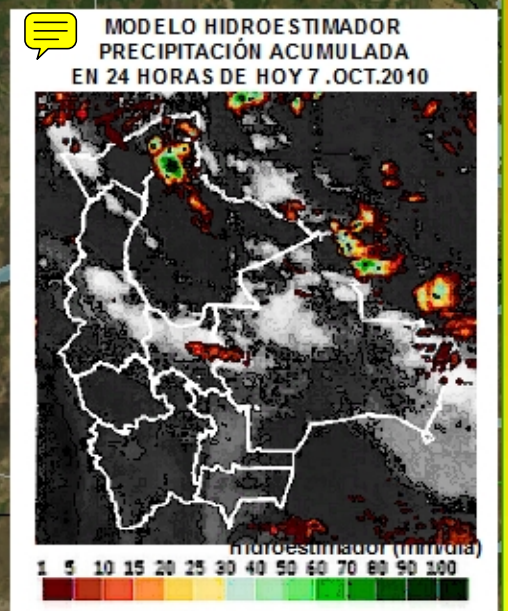 MODELO HIDROESTIMADOR
PRECIPITACIÓN ACUMULADA
EN 24 HORAS DE HOY 7 .OCT.2010
Hidroestimador (mm/dia)
1 5 10 15 20 25 30 40 50 60 70 80 90 100